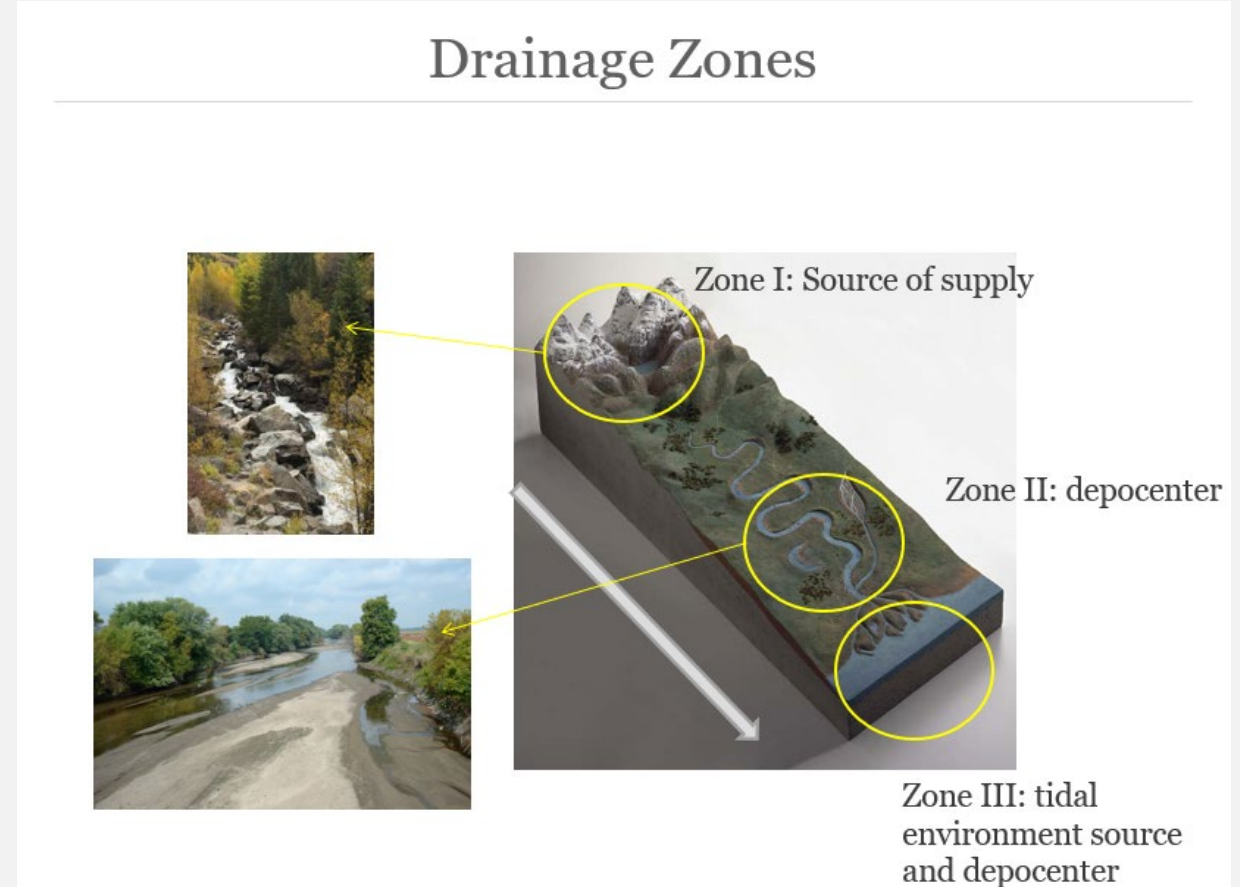 Drainage Zones
Zone I: Source of supply
Zone II: depocenter
Zone III: tidal
environment source
and depocenter